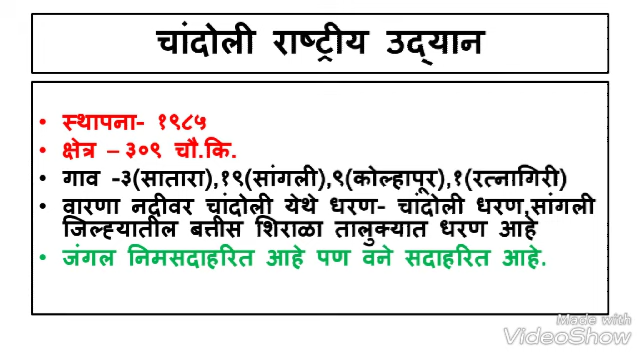 चांदोली राष्ट्रीय उद्यान
• स्थापना- १९८५
• क्षेत्र – ३०९ चौ.कि.
• गाव -३(सातारा),१९(सांगली),९(कोल्हापूर),१(रत्नागिरी)
• वारणा नदीवर चांदोली येथे धरण- चांदोली धरण,सांगली
जिल्ह्यातील बत्तीस शिराळा तालुक्यात धरण आहे
• जंगल निमसदाहरित आहे पण वने सदाहरित आहे.
Made with
VideoShow